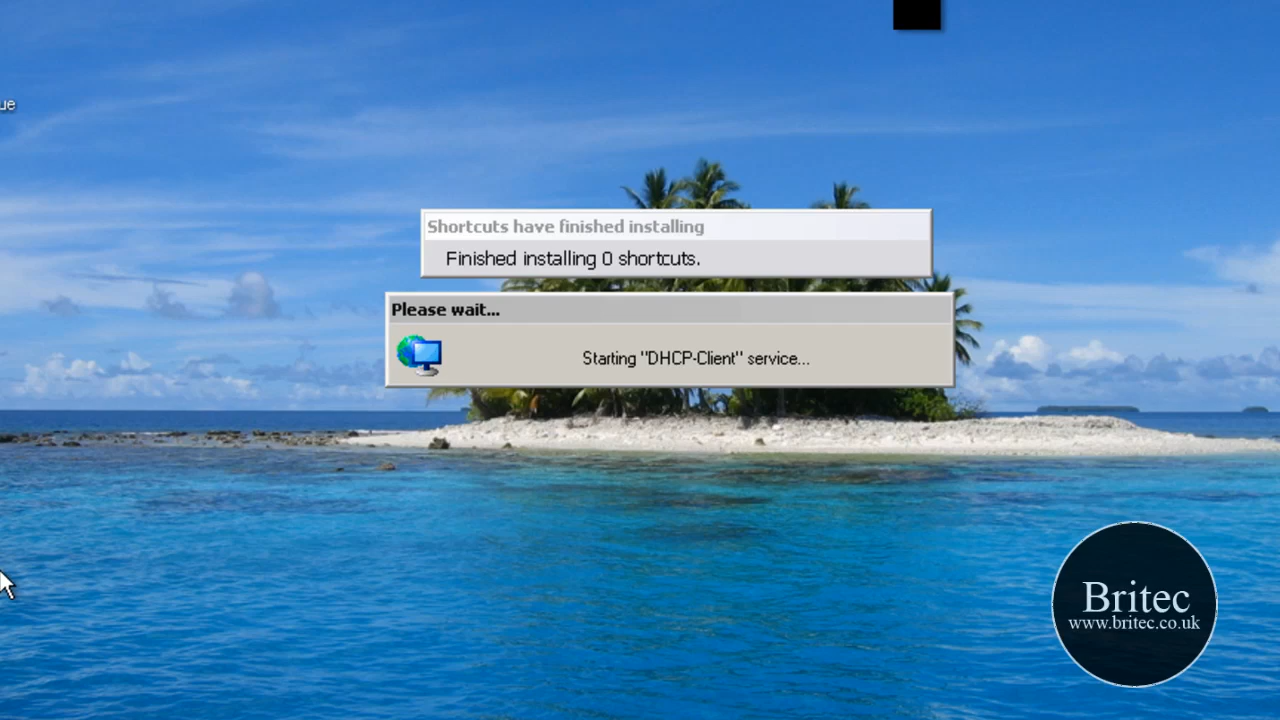 ue
Shortcuts have finished installing
Finished installing 0 shortcuts.
Please wait...
Starting "DHCP-Client" service...
Britec
www.britec.co.uk